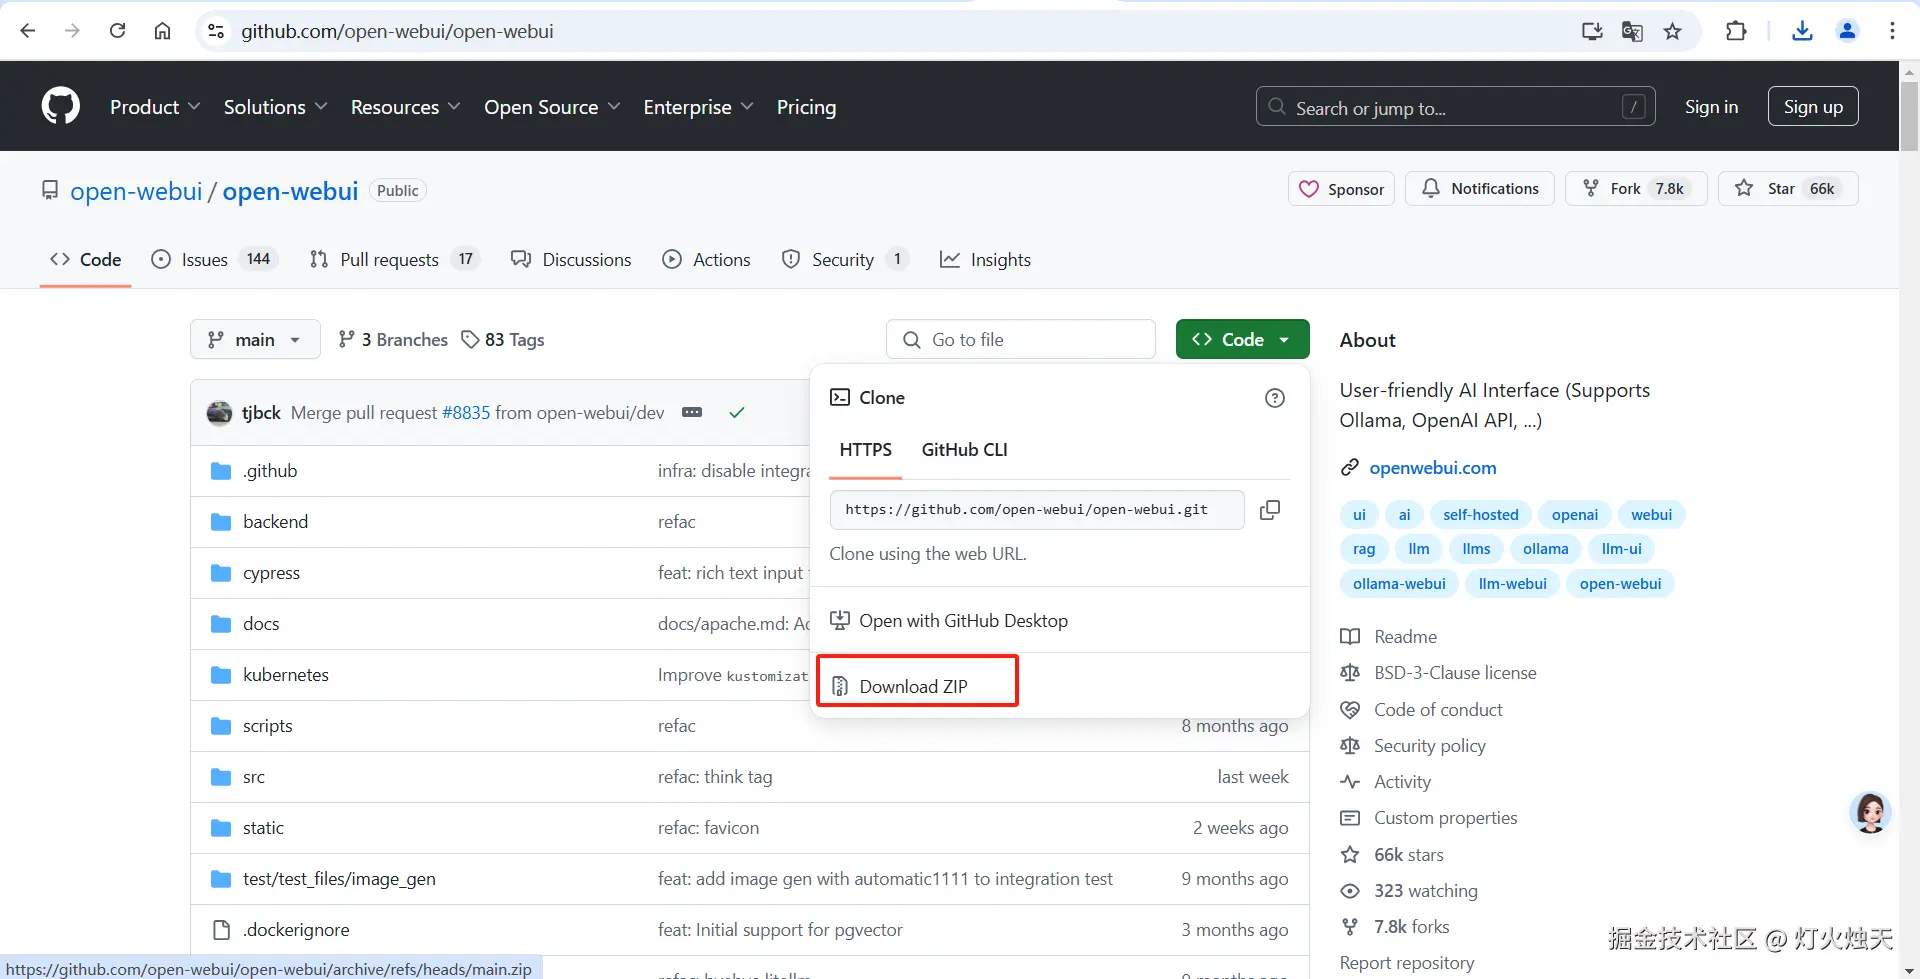 github.com/open-webui/open-webui
Product Solutions Resources Open Source Enterprise Pricing Search or jump to... / Sign in Sign up
open-webui / open-webui Public Sponsor Notifications Fork 7.8k Star 66k
Code Issues 144 Pull requests 17 Discussions Actions Security 1 Insights
main 3 Branches 83 Tags Go to file Code
tjbck Merge pull request #8835 from open-webui/dev
.github infra: disable integra
backend refac
cypress feat: rich text input
docs docs/apache.md: Ad
kubernetes Improve kustomizat
scripts refac 8 months ago
src refac: think tag last week
static refac: favicon 2 weeks ago
test/test_files/image_gen feat: add image gen with automatic1111 to integration test 9 months ago
.dockerignore feat: Initial support for pgvector 3 months ago
Clone
HTTPS GitHub CLI
https://github.com/open-webui/open-webui.git
Clone using the web URL.
Open with GitHub Desktop
Download ZIP
About
User-friendly AI Interface (Supports
Ollama, OpenAI API, ...)
openwebui.com
ui ai self-hosted openai webui
rag llm llms ollama llm-ui
ollama-webui llm-webui open-webui
Readme
BSD-3-Clause license
Code of conduct
Security policy
Activity
Custom properties
66k stars
323 watching
7.8k forks
Report repository
https://github.com/open-webui/open-webui/archive/refs/heads/main.zip
掘金技术社区 @ 灯火烛天